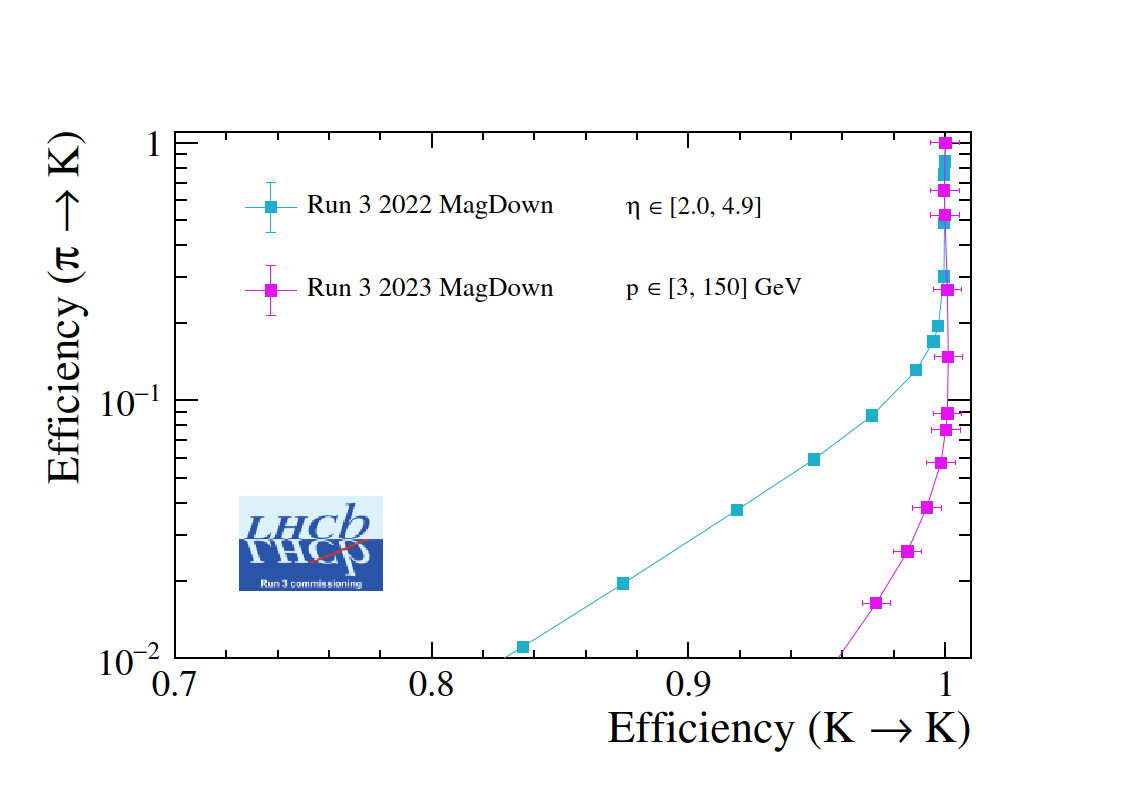 Efficiency (π → K)
1
10⁻¹
10⁻²
Run 3 2022 MagDown
η ∈ [2.0, 4.9]
Run 3 2023 MagDown
p ∈ [3, 150] GeV
LHCb
LHCb
Run 3 commissioning
0.7 0.8 0.9 1
Efficiency (K → K)